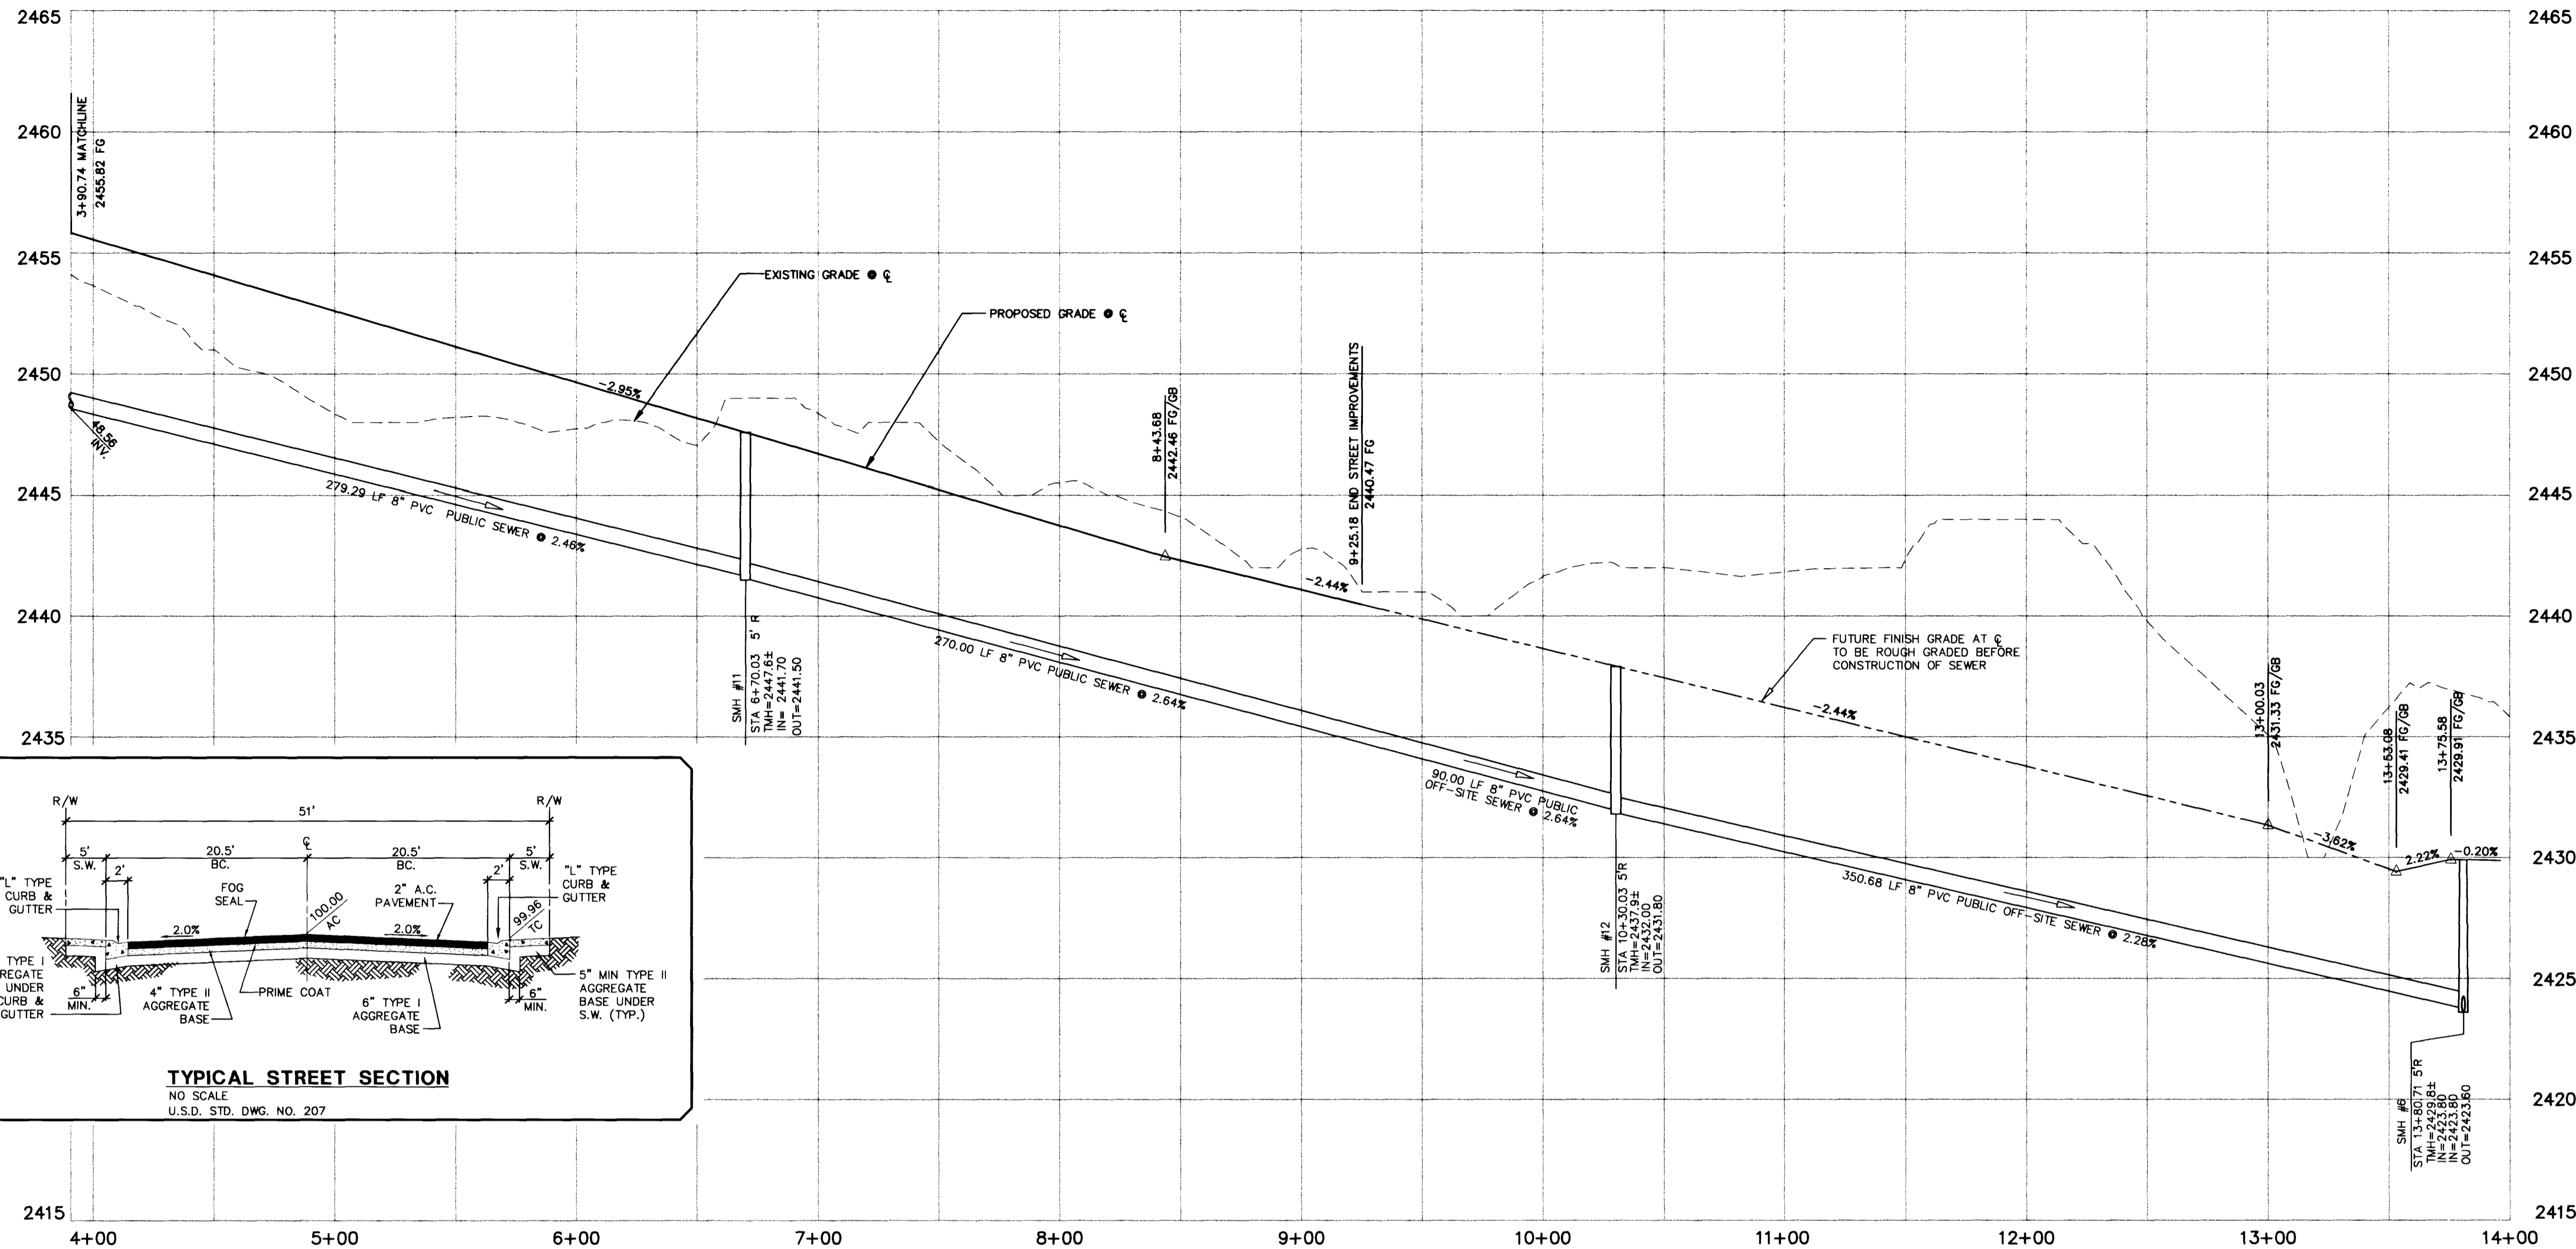 2465
2460
2455
2450
2445
2440
2435
2415
2465
2460
2455
2450
2445
2440
2435
2430
2425
2420
2415
4+00
5+00
6+00
7+00
8+00
9+00
10+00
11+00
12+00
13+00
14+00
3+90.74 MATCHLINE
2455.82 FG
48.56
INV.
EXISTING GRADE @ ℄
PROPOSED GRADE @ ℄
-2.95%
279.29 LF 8" PVC PUBLIC SEWER @ 2.46%
SMH #11
STA 6+70.03 5' R
TMH=2447.6±
IN= 2441.70
OUT=2441.50
8+43.68
2442.46 FG/GB
9+25.18 END STREET IMPROVEMENTS
2440.47 FG
-2.44%
270.00 LF 8" PVC PUBLIC SEWER @ 2.64%
90.00 LF 8" PVC PUBLIC
OFF-SITE SEWER @ 2.64%
SMH #12
STA 10+30.03 5'R
TMH=2437.9±
IN=2432.00
OUT=2431.80
FUTURE FINISH GRADE AT ℄
TO BE ROUGH GRADED BEFORE
CONSTRUCTION OF SEWER
-2.44%
350.68 LF 8" PVC PUBLIC OFF-SITE SEWER @ 2.28%
13+00.03
2431.33 FG/GB
-3.62%
13+53.08
2429.41 FG/GB
2.22%
13+75.58
2429.91 FG/GB
-0.20%
SMH #6
STA 13+80.71 5'R
TMH=2429.8±
IN=2423.80
IN=2423.80
OUT=2423.60
R/W
R/W
51'
℄
5'
S.W.
20.5'
BC.
20.5'
BC.
5'
S.W.
2'
2'
"L" TYPE
CURB &
GUTTER
FOG
SEAL
100.00
AC
2" A.C.
PAVEMENT
"L" TYPE
CURB &
GUTTER
99.96
TC
2.0%
2.0%
TYPE I
REGATE
UNDER
CURB &
GUTTER
6"
MIN.
4" TYPE II
AGGREGATE
BASE
PRIME COAT
6" TYPE I
AGGREGATE
BASE
6"
MIN.
5" MIN TYPE II
AGGREGATE
BASE UNDER
S.W. (TYP.)
TYPICAL STREET SECTION
NO SCALE
U.S.D. STD. DWG. NO. 207